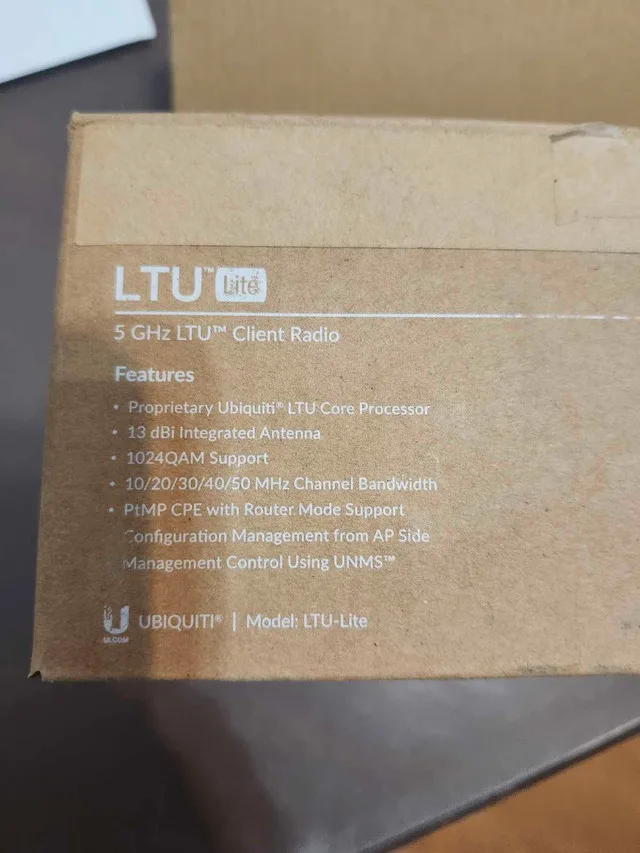 LTU™ Lite
5 GHz LTU™ Client Radio
Features
• Proprietary Ubiquiti® LTU Core Processor
• 13 dBi Integrated Antenna
• 1024QAM Support
• 10/20/30/40/50 MHz Channel Bandwidth
• PtMP CPE with Router Mode Support
Configuration Management from AP Side
Management Control Using UNMS™
UBIQUITI® | Model: LTU-Lite
UI.COM